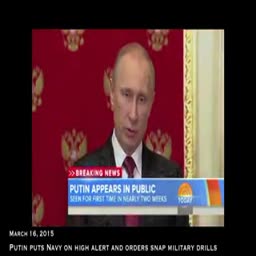 BREAKING NEWS
PUTIN APPEARS IN PUBLIC
SEEN FOR FIRST TIME IN NEARLY TWO WEEKS
TODAY
MARCH 16, 2015
PUTIN PUTS NAVY ON HIGH ALERT AND ORDERS SNAP MILITARY DRILLS